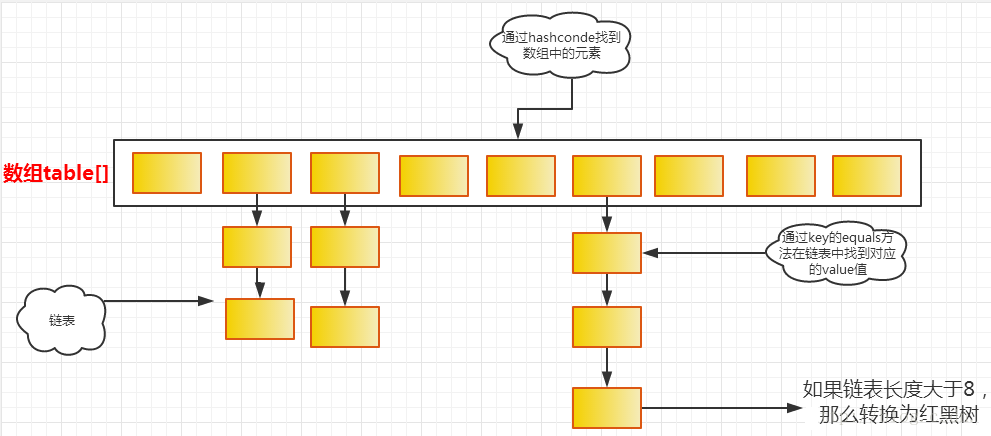 通过hashconde找到
数组中的元素
数组table[]
通过key的equals方
法在链表中找到对应
的value值
链表
如果链表长度大于8，
那么转换为红黑树